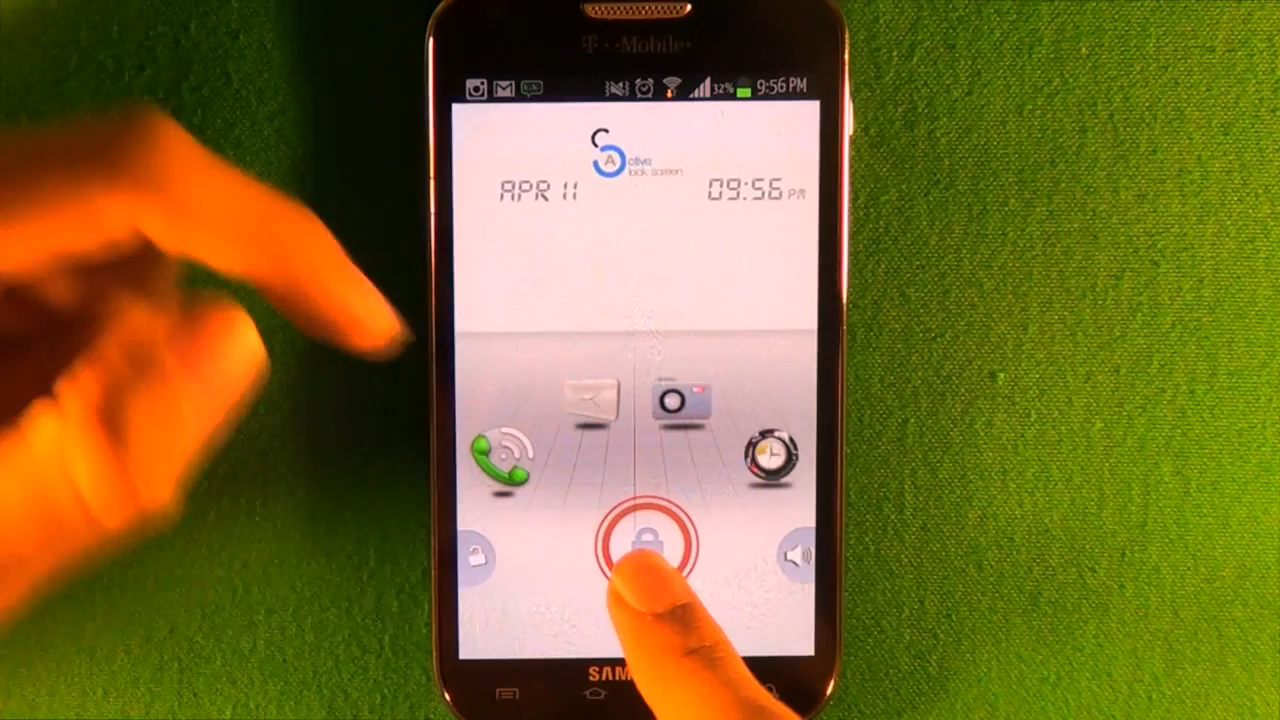 T··Mobile·
32% 9:56 PM
A
ctive
lock screen
APR 11 09:56 PM
SAM